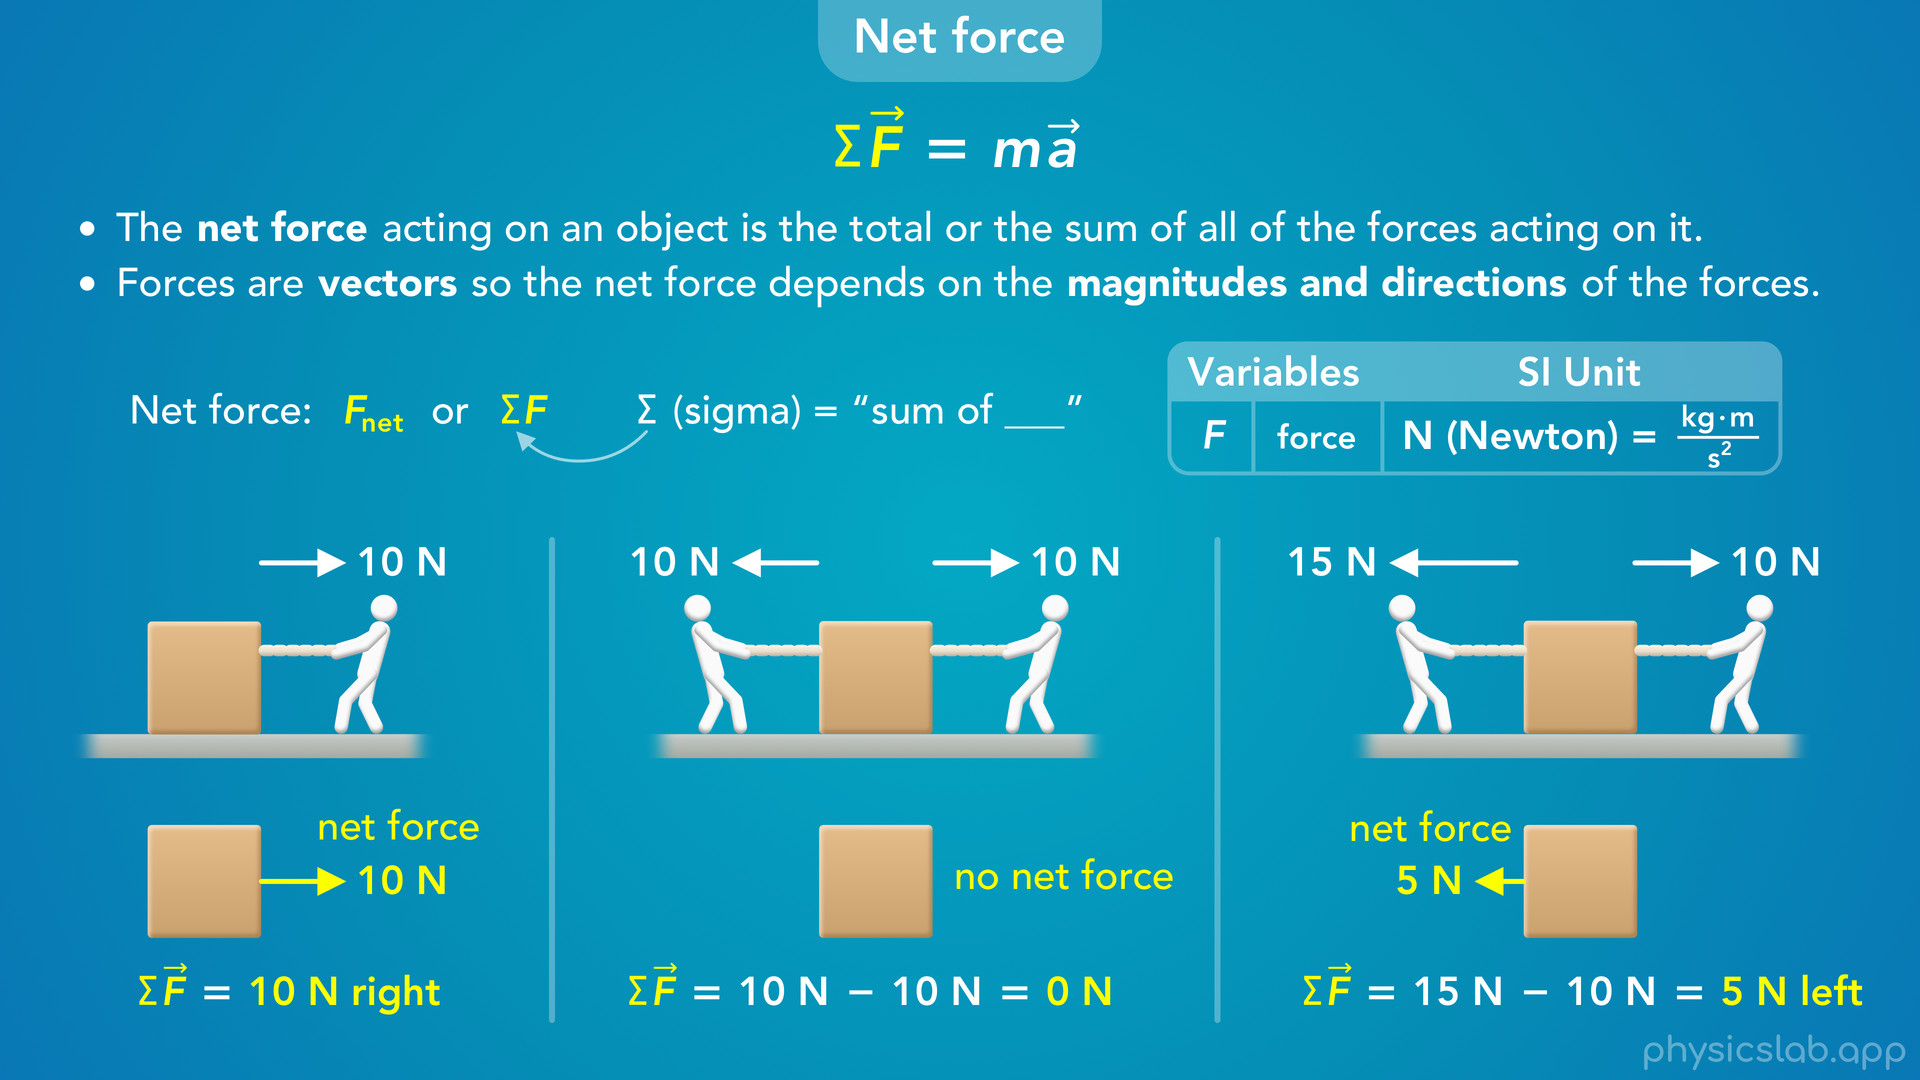 Net force
ΣF⃗ = ma⃗
• The net force acting on an object is the total or the sum of all of the forces acting on it.
• Forces are vectors so the net force depends on the magnitudes and directions of the forces.
Net force: Fnet or ΣF Σ (sigma) = “sum of ___”
Variables SI Unit
F force N (Newton) = kg·m/s²
10 N
10 N 10 N
15 N 10 N
net force
10 N
no net force
net force
5 N
ΣF⃗ = 10 N right
ΣF⃗ = 10 N − 10 N = 0 N
ΣF⃗ = 15 N − 10 N = 5 N left
physicslab.app